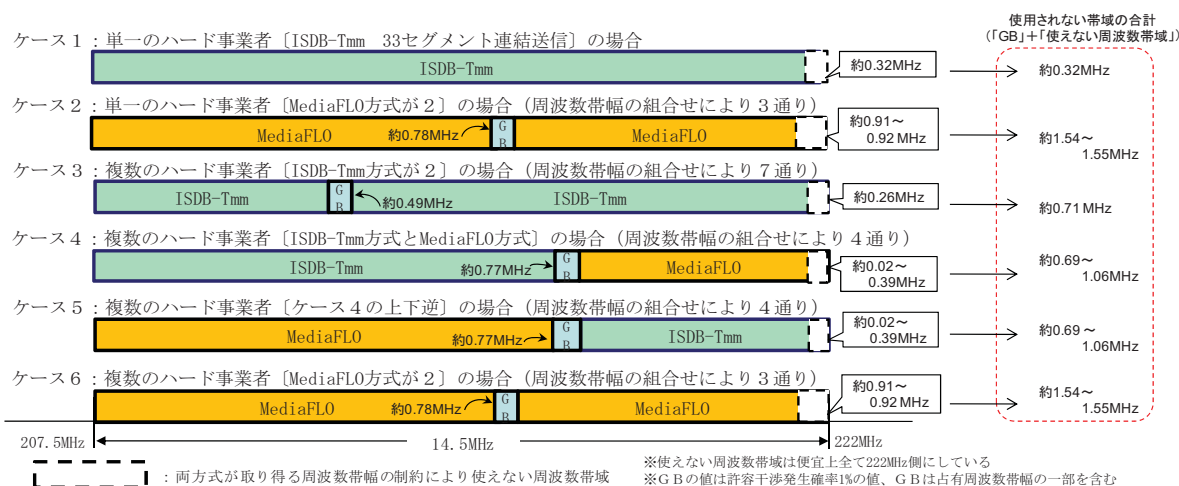 使用されない帯域の合計
(「GB」＋「使えない周波数帯域」)
ケース１：単一のハード事業者〔ISDB-Tmm　33セグメント連結送信〕の場合
ISDB-Tmm
約0.32MHz
約0.32MHz
ケース２：単一のハード事業者〔MediaFLO方式が２〕の場合（周波数帯幅の組合せにより３通り）
MediaFLO
約0.78MHz
G
B
MediaFLO
約0.91～
0.92MHz
約1.54～
1.55MHz
ケース３：複数のハード事業者〔ISDB-Tmm方式が２〕の場合（周波数帯幅の組合せにより７通り）
ISDB-Tmm
G
B
約0.49MHz
ISDB-Tmm
約0.26MHz
約0.71MHz
ケース４：複数のハード事業者〔ISDB-Tmm方式とMediaFLO方式〕の場合（周波数帯幅の組合せにより４通り）
ISDB-Tmm
約0.77MHz
G
B
MediaFLO
約0.02～
0.39MHz
約0.69～
1.06MHz
ケース５：複数のハード事業者〔ケース４の上下逆〕の場合（周波数帯幅の組合せにより４通り）
MediaFLO
約0.77MHz
G
B
ISDB-Tmm
約0.02～
0.39MHz
約0.69～
1.06MHz
ケース６：複数のハード事業者〔MediaFLO方式が２〕の場合（周波数帯幅の組合せにより３通り）
MediaFLO
約0.78MHz
G
B
MediaFLO
約0.91～
0.92MHz
約1.54～
1.55MHz
207.5MHz
14.5MHz
222MHz
：両方式が取り得る周波数帯幅の制約により使えない周波数帯域
※使えない周波数帯域は便宜上全て222MHz側にしている
※ＧＢの値は許容干渉発生確率1%の値、ＧＢは占有周波数帯幅の一部を含む